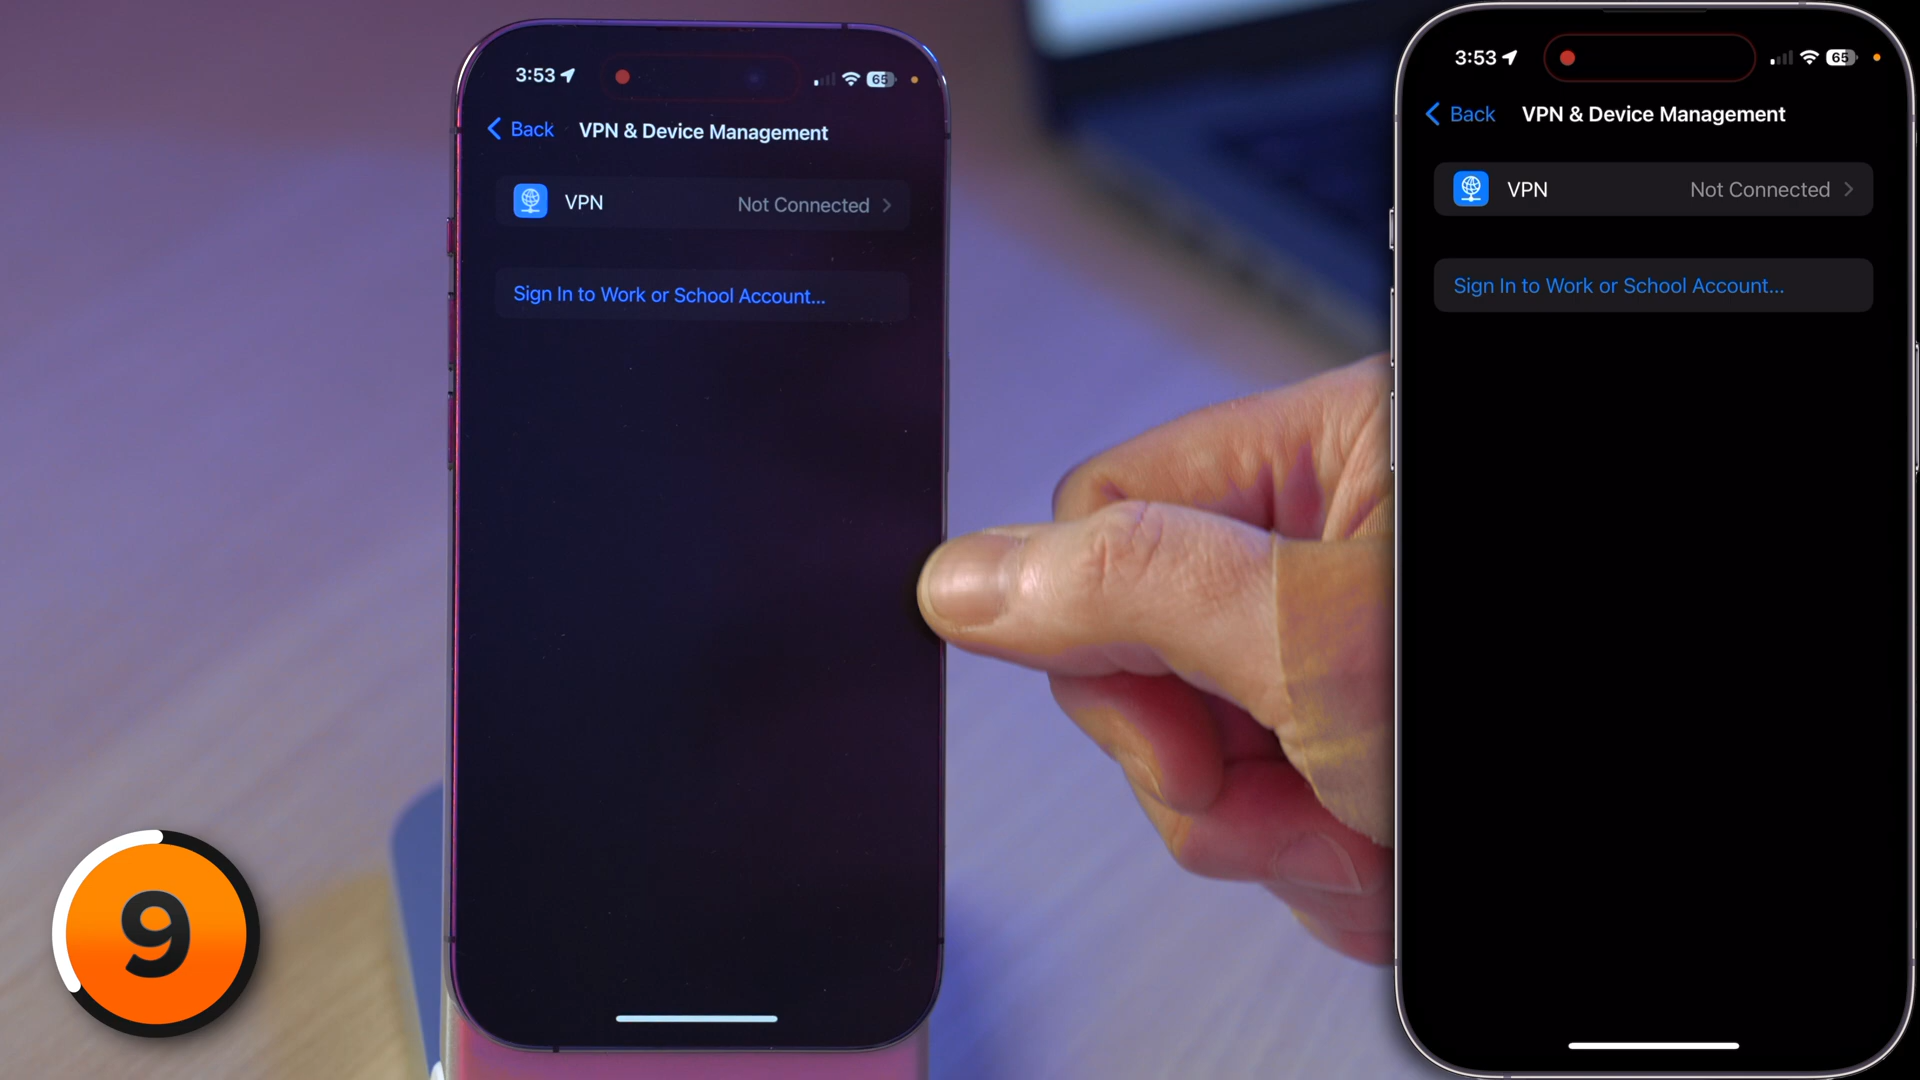 3:53
65
Back
VPN & Device Management
VPN
Not Connected
Sign In to Work or School Account...
9
3:53
65
Back
VPN & Device Management
VPN
Not Connected
Sign In to Work or School Account...